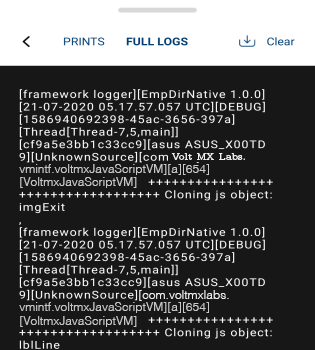 PRINTS FULL LOGS Clear
[framework logger][EmpDirNative 1.0.0]
[21-07-2020 05.17.57.057 UTC][DEBUG]
[1586940692398-45ac-3656-397a]
[Thread[Thread-7,5,main]]
[cf9a5e3bb1c33cc9][asus ASUS_X00TD
9][UnknownSource][com Volt MX Labs.
vmintf.voltmxJavaScriptVM][a][654]
[VoltmxJavaScriptVM] ++++++++++++++++
++++++++++++++++++ Cloning js object:
imgExit
,
[framework logger][EmpDirNative 1.0.0]
[21-07-2020 05.17.57.057 UTC][DEBUG]
[1586940692398-45ac-3656-397a]
[Thread[Thread-7,5,main]]
[cf9a5e3bb1c33cc9][asus ASUS_X00TD
9][UnknownSource][com.voltmxlabs.
vmintf.voltmxJavaScriptVM][a][654]
[VoltmxJavaScriptVM] ++++++++++++++++
++++++++++++++++++ Cloning js object:
lblLine